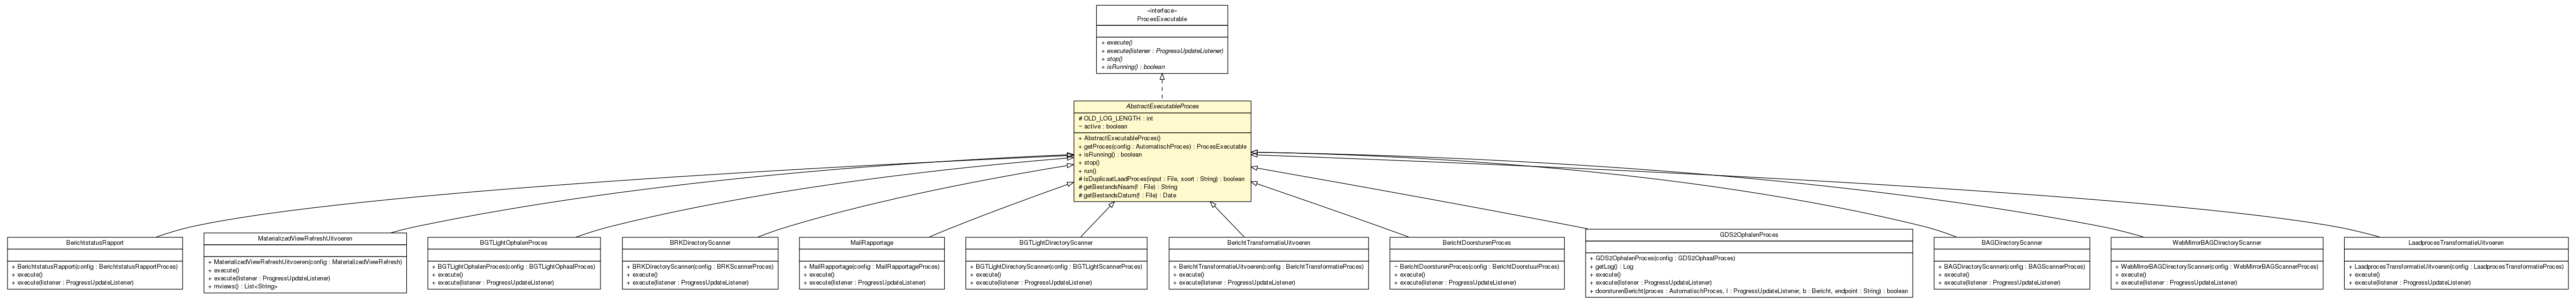 «interface»
ProcesExecutable
+ execute()
+ execute(listener : ProgressUpdateListener)
+ stop()
+ isRunning() : boolean
AbstractExecutableProces
# OLD_LOG_LENGTH : int
− active : boolean
+ AbstractExecutableProces()
+ getProces(config : AutomatischProces) : ProcesExecutable
+ isRunning() : boolean
+ stop()
+ run()
# isDuplicaatLaadProces(input : File, soort : String) : boolean
# getBestandsNaam(f : File) : String
# getBestandsDatum(f : File) : Date
BerichtstatusRapport
+ BerichtstatusRapport(config : BerichtstatusRapportProces)
+ execute()
+ execute(listener : ProgressUpdateListener)
MaterializedViewRefreshUitvoeren
+ MaterializedViewRefreshUitvoeren(config : MaterializedViewRefresh)
+ execute()
+ execute(listener : ProgressUpdateListener)
+ mviews() : List<String>
BGTLightOphalenProces
+ BGTLightOphalenProces(config : BGTLightOphaalProces)
+ execute()
+ execute(listener : ProgressUpdateListener)
BRKDirectoryScanner
+ BRKDirectoryScanner(config : BRKScannerProces)
+ execute()
+ execute(listener : ProgressUpdateListener)
MailRapportage
+ MailRapportage(config : MailRapportageProces)
+ execute()
+ execute(listener : ProgressUpdateListener)
BGTLightDirectoryScanner
+ BGTLightDirectoryScanner(config : BGTLightScannerProces)
+ execute()
+ execute(listener : ProgressUpdateListener)
BerichtTransformatieUitvoeren
+ BerichtTransformatieUitvoeren(config : BerichtTransformatieProces)
+ execute()
+ execute(listener : ProgressUpdateListener)
BerichtDoorsturenProces
− BerichtDoorsturenProces(config : BerichtDoorstuurProces)
+ execute()
+ execute(listener : ProgressUpdateListener)
GDS2OphalenProces
+ GDS2OphalenProces(config : GDS2OphaalProces)
+ getLog() : Log
+ execute()
+ execute(listener : ProgressUpdateListener)
+ doorsturenBericht(proces : AutomatischProces, l : ProgressUpdateListener, b : Bericht, endpoint : String) : boolean
BAGDirectoryScanner
+ BAGDirectoryScanner(config : BAGScannerProces)
+ execute()
+ execute(listener : ProgressUpdateListener)
WebMirrorBAGDirectoryScanner
+ WebMirrorBAGDirectoryScanner(config : WebMirrorBAGScannerProces)
+ execute()
+ execute(listener : ProgressUpdateListener)
LaadprocesTransformatieUitvoeren
+ LaadprocesTransformatieUitvoeren(config : LaadprocesTransformatieProces)
+ execute()
+ execute(listener : ProgressUpdateListener)